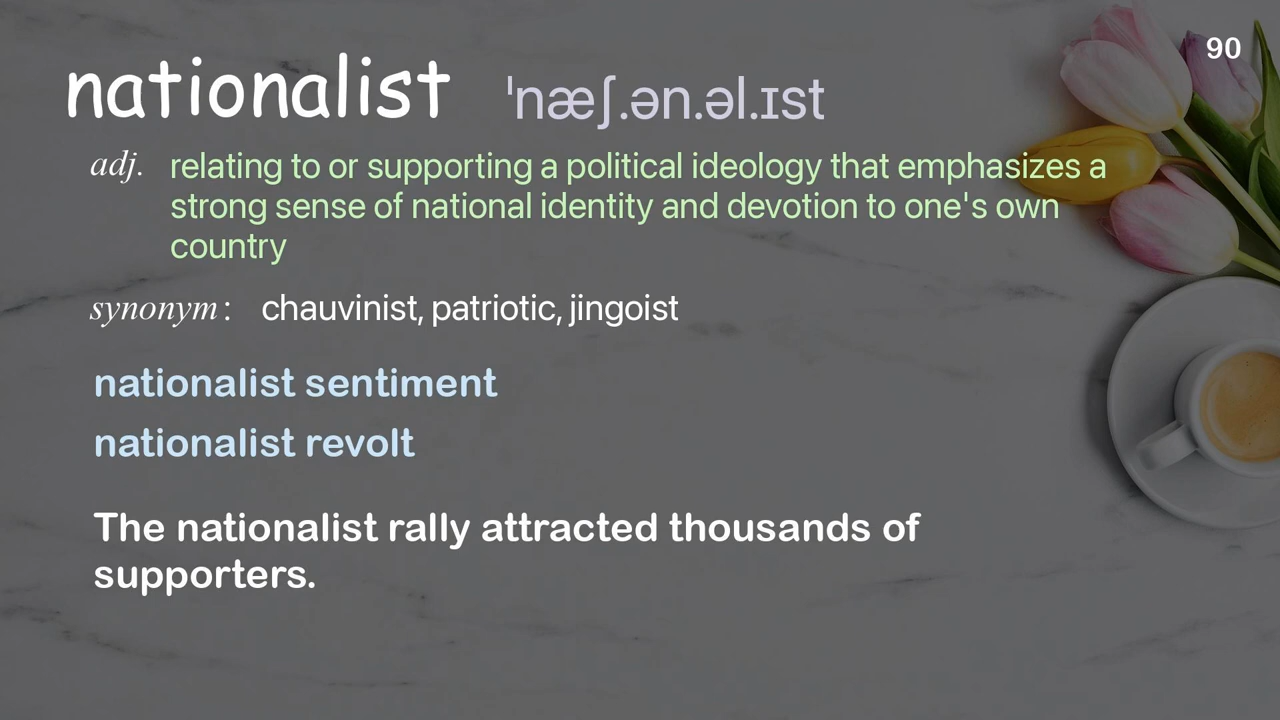 90
nationalist ˈnæʃ.ən.əl.ɪst
adj. relating to or supporting a political ideology that emphasizes a
strong sense of national identity and devotion to one's own
country
synonym: chauvinist, patriotic, jingoist
nationalist sentiment
nationalist revolt
The nationalist rally attracted thousands of
supporters.